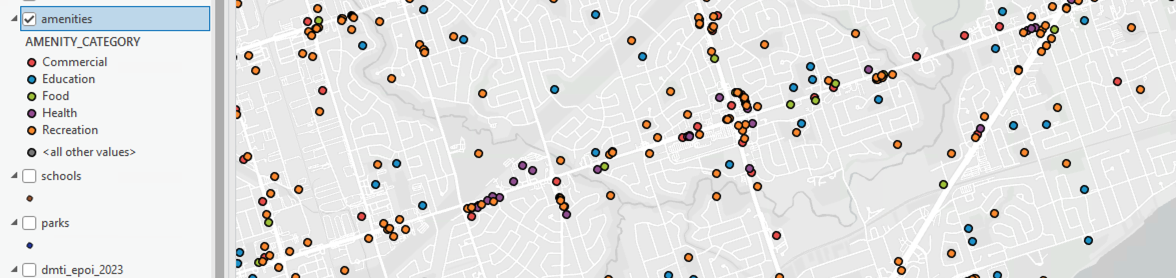 amenities
AMENITY_CATEGORY
Commercial
Education
Food
Health
Recreation
<all other values>
schools
parks
dmti_epoi_2023